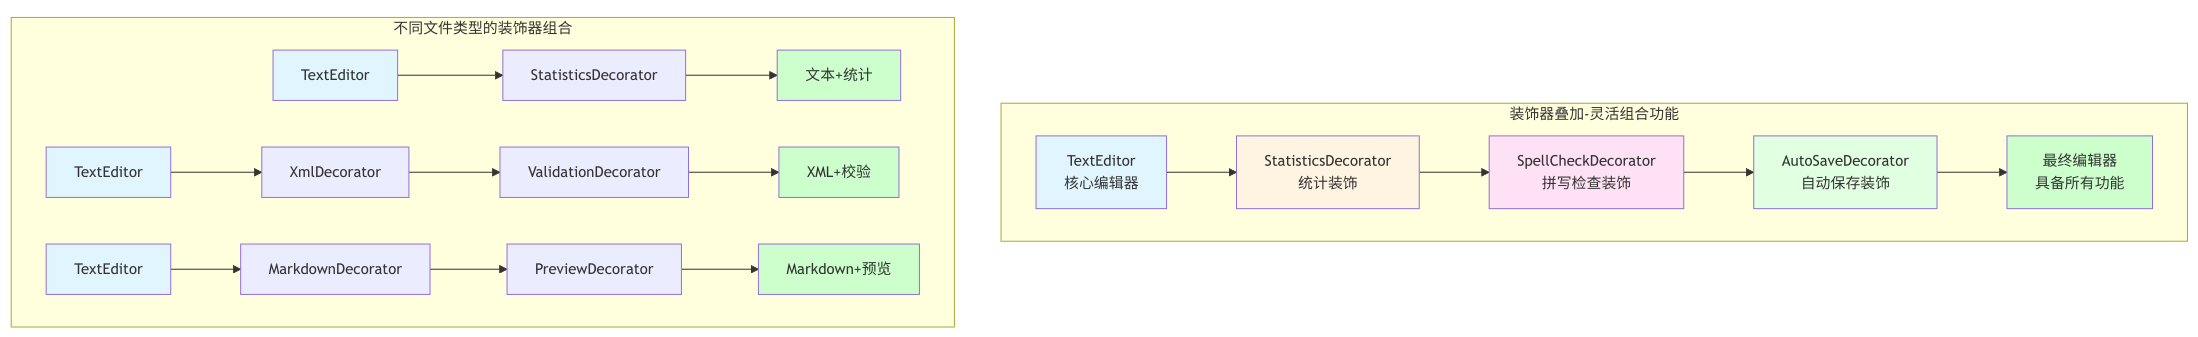 不同文件类型的装饰器组合
TextEditor
StatisticsDecorator
文本+统计
TextEditor
XmlDecorator
ValidationDecorator
XML+校验
TextEditor
MarkdownDecorator
PreviewDecorator
Markdown+预览
装饰器叠加-灵活组合功能
TextEditor
核心编辑器
StatisticsDecorator
统计装饰
SpellCheckDecorator
拼写检查装饰
AutoSaveDecorator
自动保存装饰
最终编辑器
具备所有功能